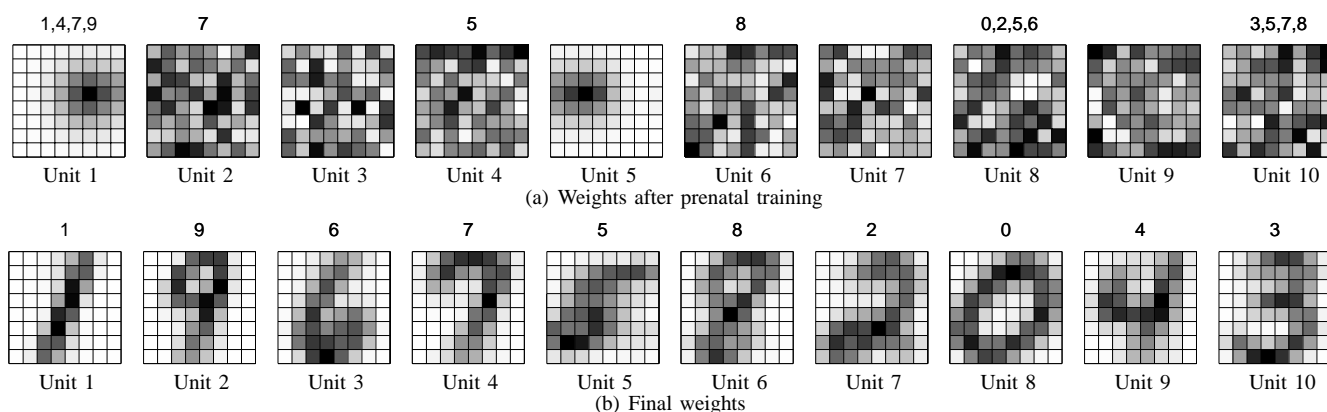 1,4,7,9 7 5 8 0,2,5,6 3,5,7,8
Unit 1 Unit 2 Unit 3 Unit 4 Unit 5 Unit 6 Unit 7 Unit 8 Unit 9 Unit 10
(a) Weights after prenatal training
1 9 6 7 5 8 2 0 4 3
Unit 1 Unit 2 Unit 3 Unit 4 Unit 5 Unit 6 Unit 7 Unit 8 Unit 9 Unit 10
(b) Final weights